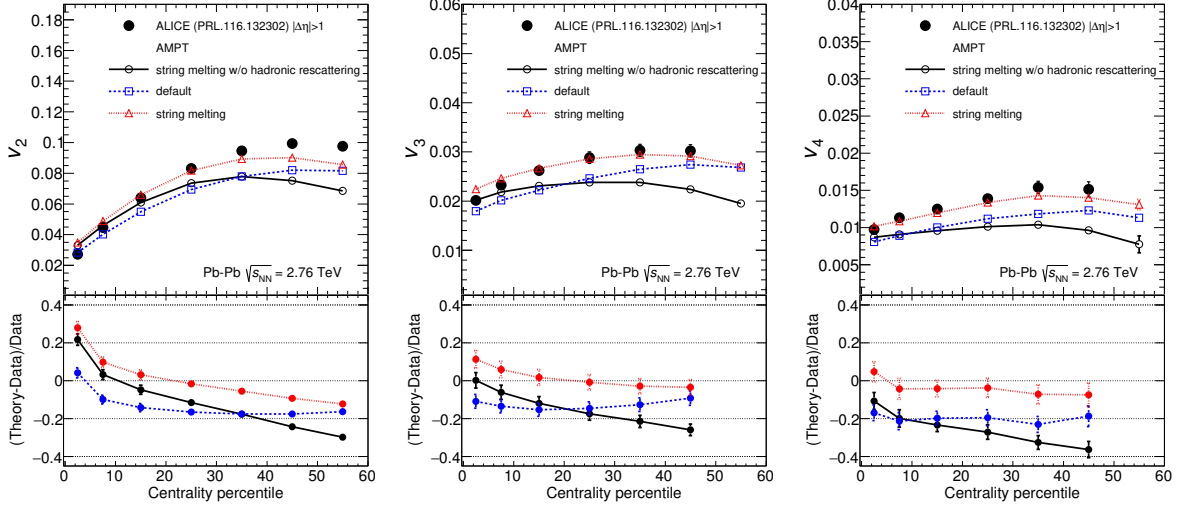 0.18
0.16
0.14
0.12
0.1
0.08
0.06
0.04
0.02
v2
ALICE (PRL.116.132302) |Δη|>1
AMPT
string melting w/o hadronic rescattering
default
string melting
Pb-Pb √sNN = 2.76 TeV
0.4
0.2
0
−0.2
−0.4
(Theory-Data)/Data
0 10 20 30 40 50 60
Centrality percentile
0.06
0.05
0.04
0.03
0.02
0.01
v3
ALICE (PRL.116.132302) |Δη|>1
AMPT
string melting w/o hadronic rescattering
default
string melting
Pb-Pb √sNN = 2.76 TeV
0.4
0.2
0
−0.2
−0.4
(Theory-Data)/Data
0 10 20 30 40 50 60
Centrality percentile
0.04
0.035
0.03
0.025
0.02
0.015
0.01
0.005
v4
ALICE (PRL.116.132302) |Δη|>1
AMPT
string melting w/o hadronic rescattering
default
string melting
Pb-Pb √sNN = 2.76 TeV
0.4
0.2
0
−0.2
−0.4
(Theory-Data)/Data
0 10 20 30 40 50 60
Centrality percentile